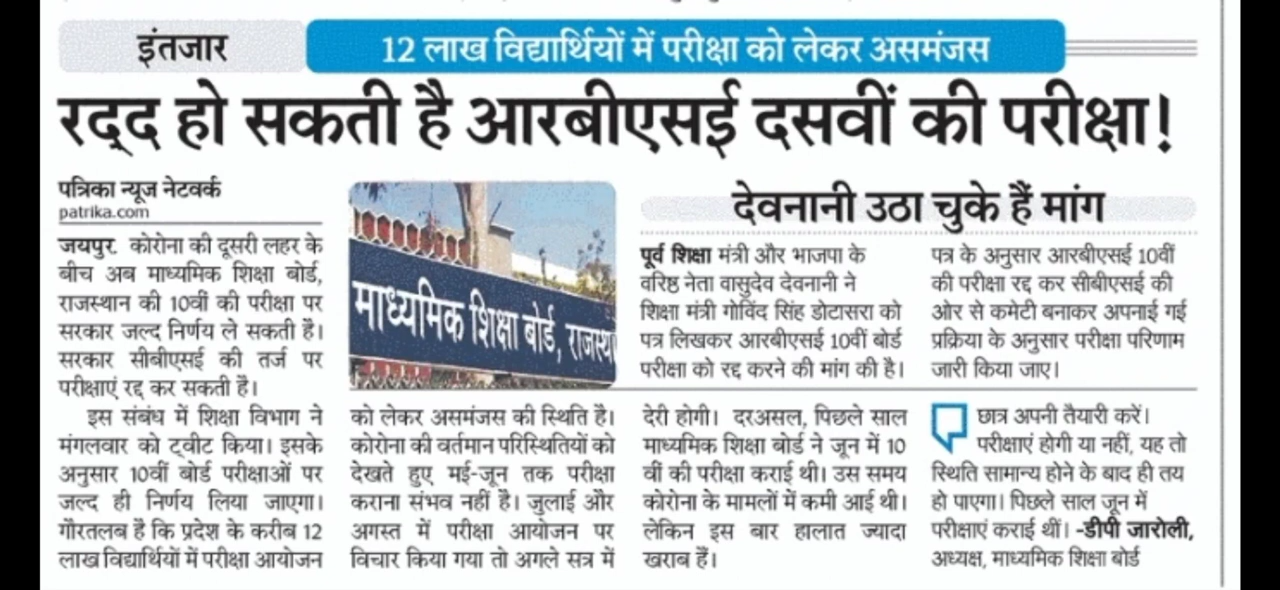 इंतजार
12 लाख विद्यार्थियों में परीक्षा को लेकर असमंजस
रद्द हो सकती है आरबीएसई दसवीं की परीक्षा!
पत्रिका न्यूज नेटवर्क
patrika.com
जयपुर. कोरोना की दूसरी लहर के
बीच अब माध्यमिक शिक्षा बोर्ड,
राजस्थान की 10वीं की परीक्षा पर
सरकार जल्द निर्णय ले सकती है।
सरकार सीबीएसई की तर्ज पर
परीक्षाएं रद्द कर सकती है।
इस संबंध में शिक्षा विभाग ने
मंगलवार को ट्वीट किया। इसके
अनुसार 10वीं बोर्ड परीक्षाओं पर
जल्द ही निर्णय लिया जाएगा।
गौरतलब है कि प्रदेश के करीब 12
लाख विद्यार्थियों में परीक्षा आयोजन
माध्यमिक शिक्षा बोर्ड, राजस्था
को लेकर असमंजस की स्थिति है।
कोरोना की वर्तमान परिस्थितियों को
देखते हुए मई-जून तक परीक्षा
कराना संभव नहीं है। जुलाई और
अगस्त में परीक्षा आयोजन पर
विचार किया गया तो अगले सत्र में
देरी होगी। दरअसल, पिछले साल
माध्यमिक शिक्षा बोर्ड ने जून में 10
वीं की परीक्षा कराई थी। उस समय
कोरोना के मामलों में कमी आई थी।
लेकिन इस बार हालात ज्यादा
खराब हैं।
देवनानी उठा चुके हैं मांग
पूर्व शिक्षा मंत्री और भाजपा के
वरिष्ठ नेता वासुदेव देवनानी ने
शिक्षा मंत्री गोविंद सिंह डोटासरा को
पत्र लिखकर आरबीएसई 10वीं बोर्ड
परीक्षा को रद्द करने की मांग की है।
पत्र के अनुसार आरबीएसई 10वीं
की परीक्षा रद्द कर सीबीएसई की
ओर से कमेटी बनाकर अपनाई गई
प्रक्रिया के अनुसार परीक्षा परिणाम
जारी किया जाए।
छात्र अपनी तैयारी करें।
परीक्षाएं होगी या नहीं, यह तो
स्थिति सामान्य होने के बाद ही तय
हो पाएगा। पिछले साल जून में
परीक्षाएं कराई थीं। -डीपी जारोली,
अध्यक्ष, माध्यमिक शिक्षा बोर्ड